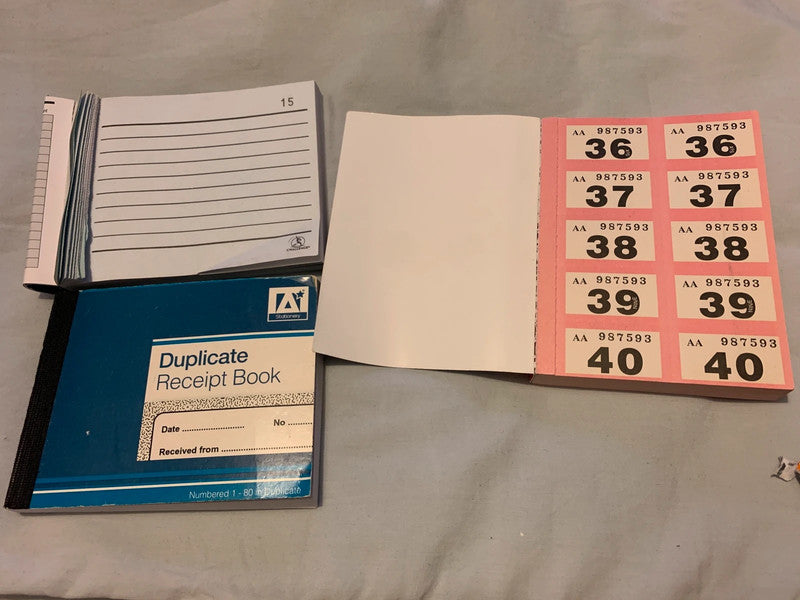 15
CHALLENGE
A
Stationery
Duplicate
Receipt Book
Date .................... No ........
Received from ..............................
Numbered 1 - 80 in Duplicate
AA 987593
36
AA 987593
36
AA 987593
37
AA 987593
37
AA 987593
38
AA 987593
38
AA 987593
39
AA 987593
39
AA 987593
40
AA 987593
40